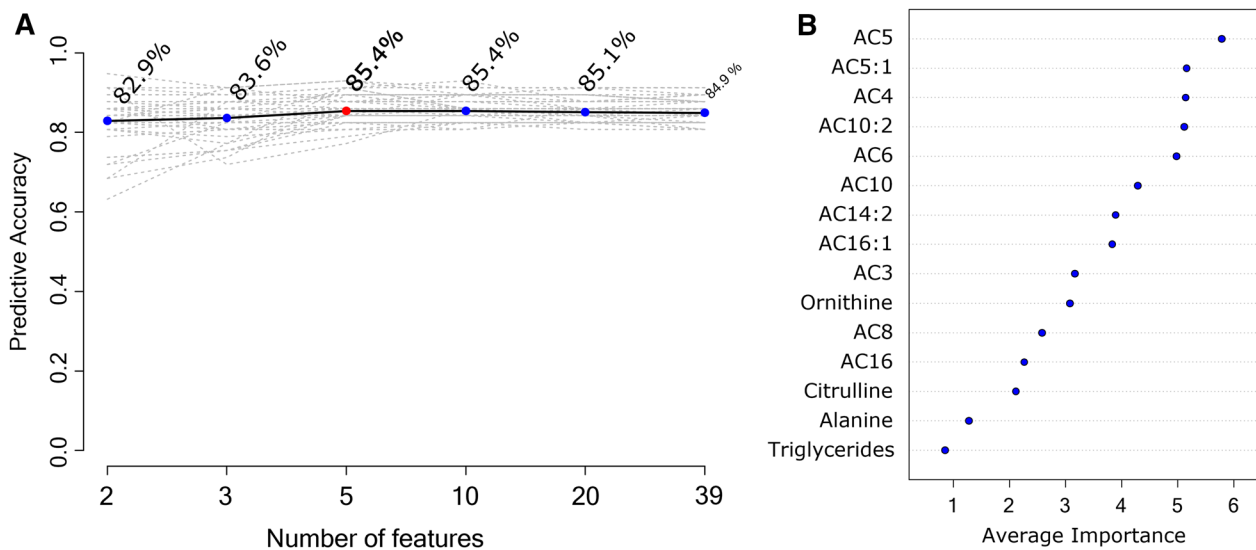 A
Predictive Accuracy
1.0
0.8
0.6
0.4
0.2
0.0
82.9%
83.6%
85.4%
85.4%
85.1%
84.9 %
2 3 5 10 20 39
Number of features
B
AC5
AC5:1
AC4
AC10:2
AC6
AC10
AC14:2
AC16:1
AC3
Ornithine
AC8
AC16
Citrulline
Alanine
Triglycerides
1 2 3 4 5 6
Average Importance